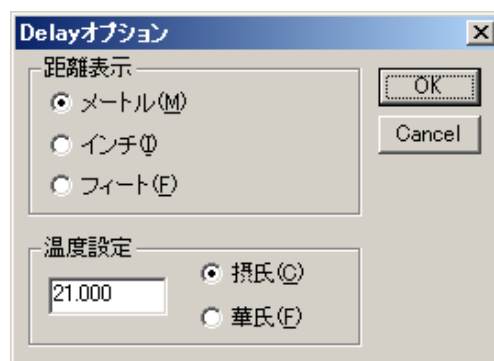 Delayオプション
距離表示
OK
メートル(M)
Cancel
インチ(I)
フィート(F)
温度設定
21.000
摂氏(C)
華氏(F)